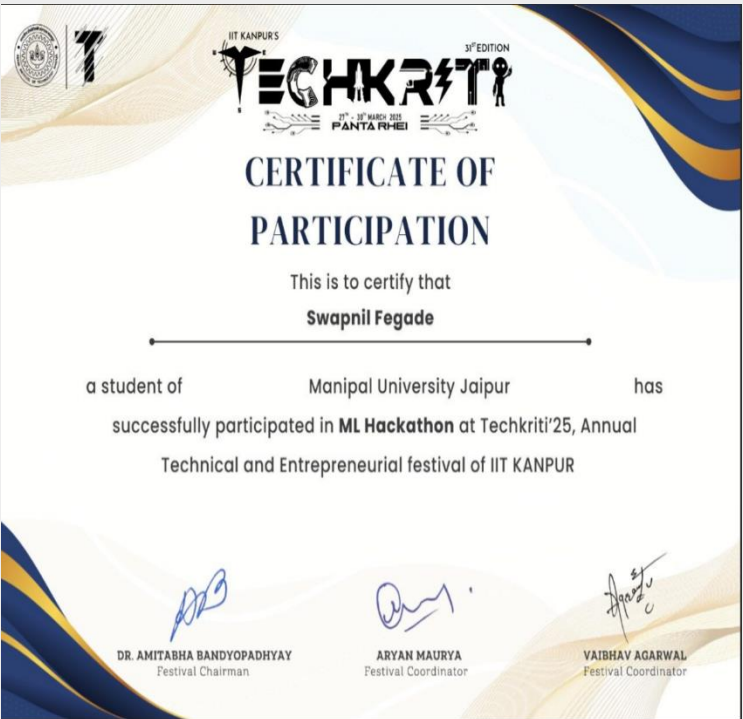 IIT KANPUR'S
31ST EDITION
TECHKRITI
27TH - 30TH MARCH 2025
PANTA RHEI
CERTIFICATE OF
PARTICIPATION
This is to certify that
Swapnil Fegade
a student of Manipal University Jaipur has
successfully participated in ML Hackathon at Techkriti'25, Annual
Technical and Entrepreneurial festival of IIT KANPUR
DR. AMITABHA BANDYOPADHYAY ARYAN MAURYA VAIBHAV AGARWAL
Festival Chairman Festival Coordinator Festival Coordinator